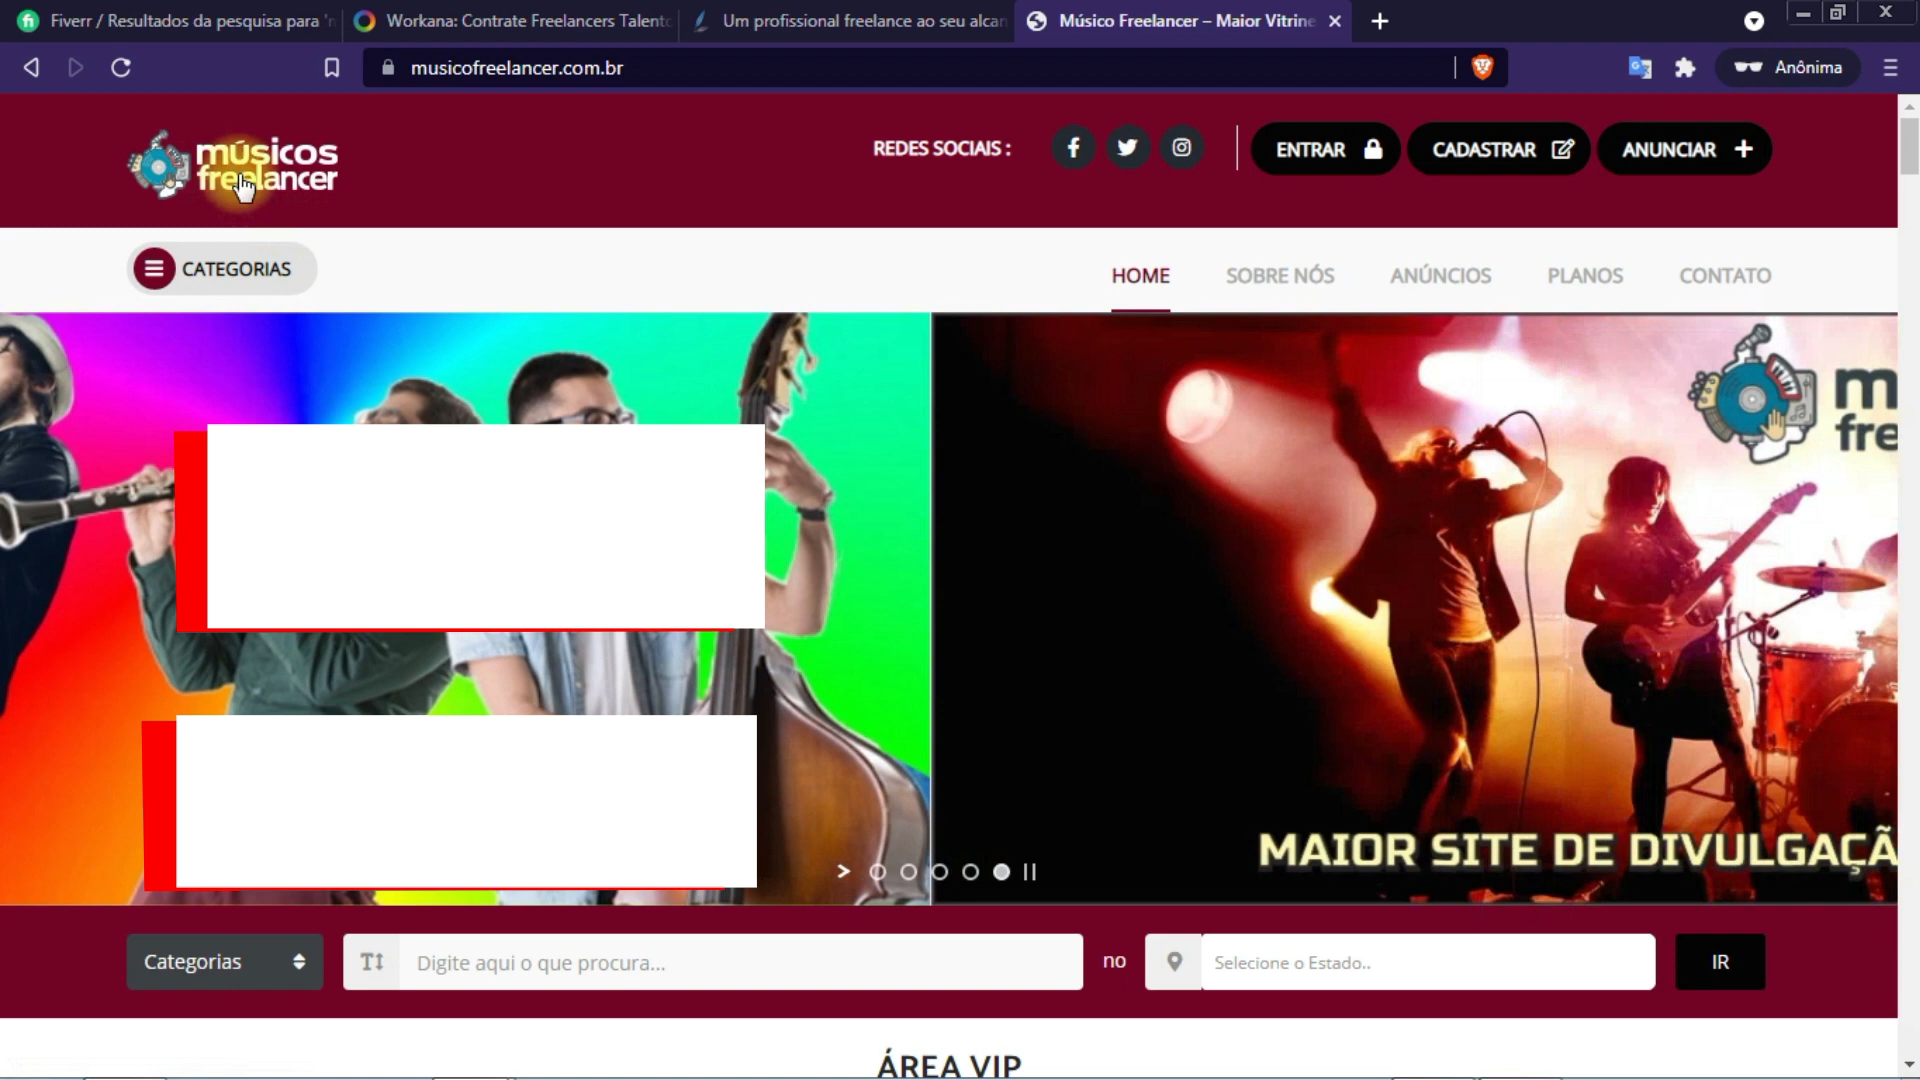 Fiverr / Resultados da pesquisa para 'm
Workana: Contrate Freelancers Talento
Um profissional freelance ao seu alcan
Músico Freelancer – Maior Vitrine
musicofreelancer.com.br
Anônima
músicos
freelancer
REDES SOCIAIS :
ENTRAR
CADASTRAR
ANUNCIAR
CATEGORIAS
HOME
SOBRE NÓS
ANÚNCIOS
PLANOS
CONTATO
m
fre
MAIOR SITE DE DIVULGAÇÃ
Categorias
Digite aqui o que procura...
no
Selecione o Estado..
IR
ÁREA VIP